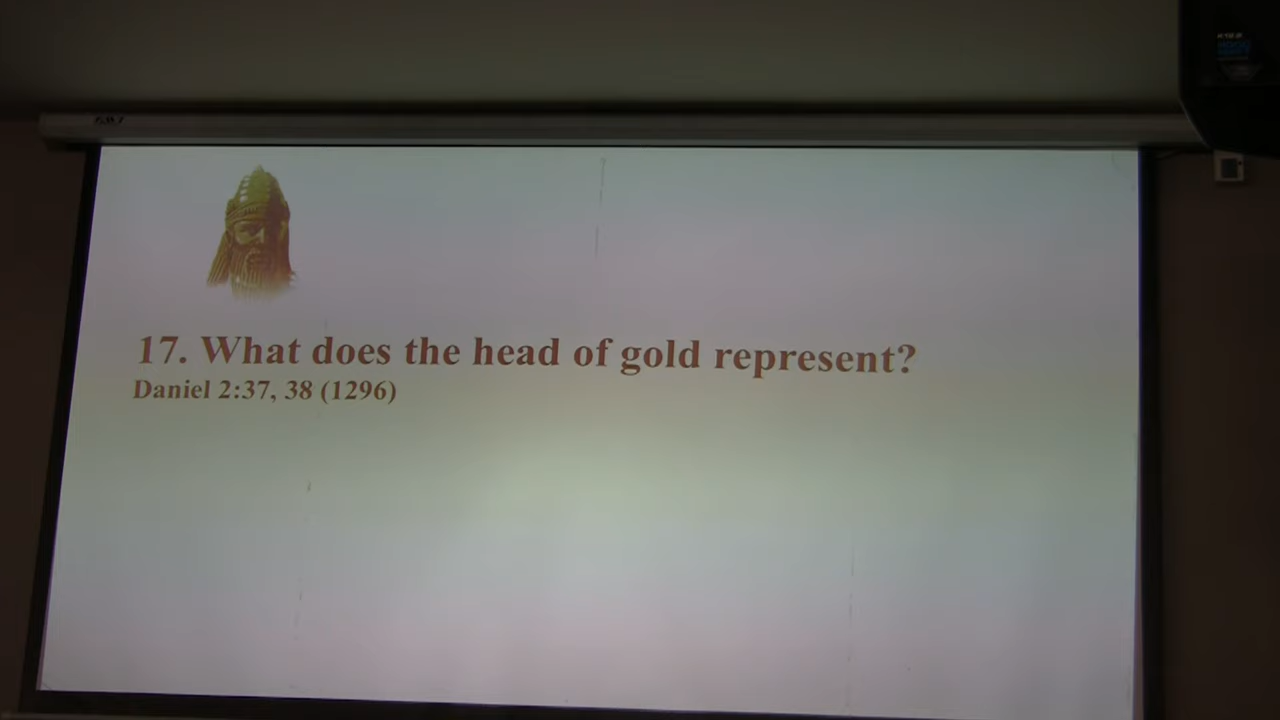 17. What does the head of gold represent?
Daniel 2:37, 38 (1296)